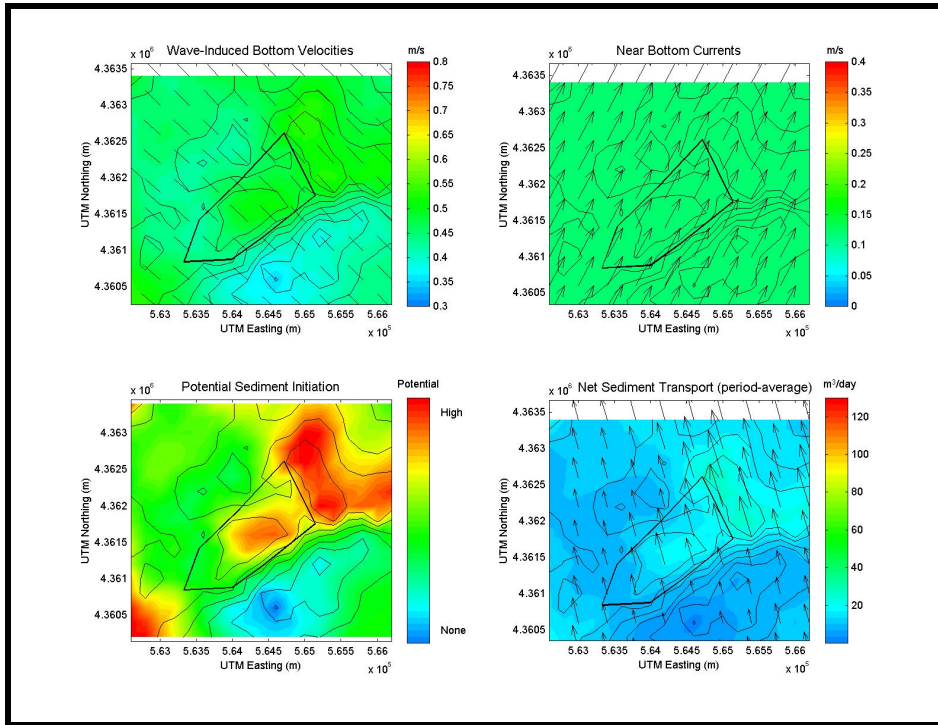 Wave-Induced Bottom Velocities
x 10^6
m/s
4.3635
4.363
4.3625
4.362
4.3615
4.361
4.3605
UTM Northing (m)
5.63 5.635 5.64 5.645 5.65 5.655 5.66
UTM Easting (m)
x 10^5
0.8
0.75
0.7
0.65
0.6
0.55
0.5
0.45
0.4
0.35
0.3
Near Bottom Currents
x 10^6
m/s
4.3635
4.363
4.3625
4.362
4.3615
4.361
4.3605
UTM Northing (m)
5.63 5.635 5.64 5.645 5.65 5.655 5.66
UTM Easting (m)
x 10^5
0.4
0.35
0.3
0.25
0.2
0.15
0.1
0.05
0
Potential Sediment Initiation
x 10^6
Potential
4.363
4.3625
4.362
4.3615
4.361
4.3605
UTM Northing (m)
5.63 5.635 5.64 5.645 5.65 5.655 5.66
UTM Easting (m)
x 10^5
High
None
Net Sediment Transport (period-average)
x 10^6
m³/day
4.3635
4.363
4.3625
4.362
4.3615
4.361
4.3605
UTM Northing (m)
5.63 5.635 5.64 5.645 5.65 5.655 5.66
UTM Easting (m)
x 10^5
120
100
80
60
40
20